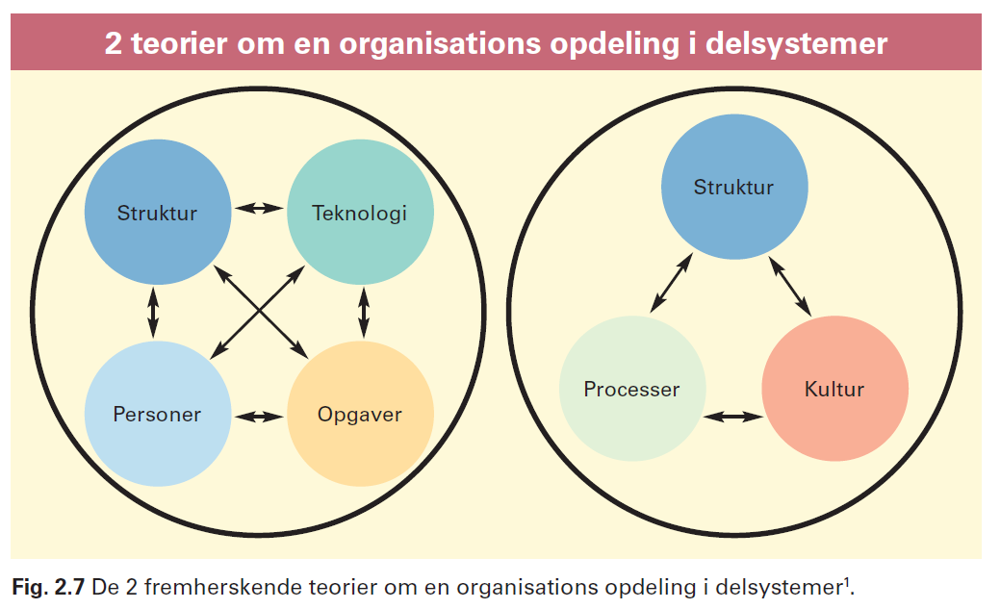 2 teorier om en organisations opdeling i delsystemer
Struktur
Teknologi
Personer
Opgaver
Struktur
Processer
Kultur
Fig. 2.7 De 2 fremherskende teorier om en organisations opdeling i delsystemer¹.